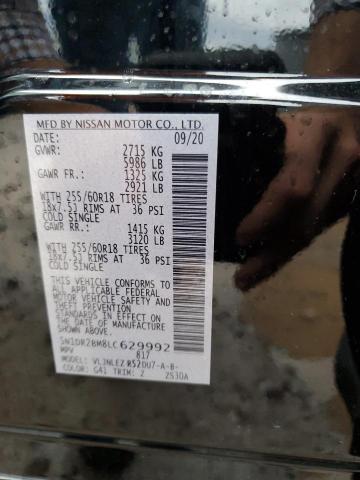 MFD BY NISSAN MOTOR CO., LTD.
DATE: 09/20
GVWR: 2715 KG
5986 LB
GAWR FR.: 1325 KG
2921 LB
WITH 255/60R18 TIRES
18x7.5J RIMS AT 36 PSI
COLD SINGLE
GAWR RR.: 1415 KG
3120 LB
WITH 255/60R18 TIRES
18x7.5J RIMS AT 36 PSI
COLD SINGLE
THIS VEHICLE CONFORMS TO
ALL APPLICABLE FEDERAL
MOTOR VEHICLE SAFETY AND
THEFT PREVENTION
STANDARDS IN EFFECT ON
THE DATE OF MANUFACTURE
SHOWN ABOVE.
5N1DR2BM8LC629992
MPV 817
MODEL: VLJNLEZ R52DU7-A-B-
COLOR: G41 TRIM: Z 2S30A